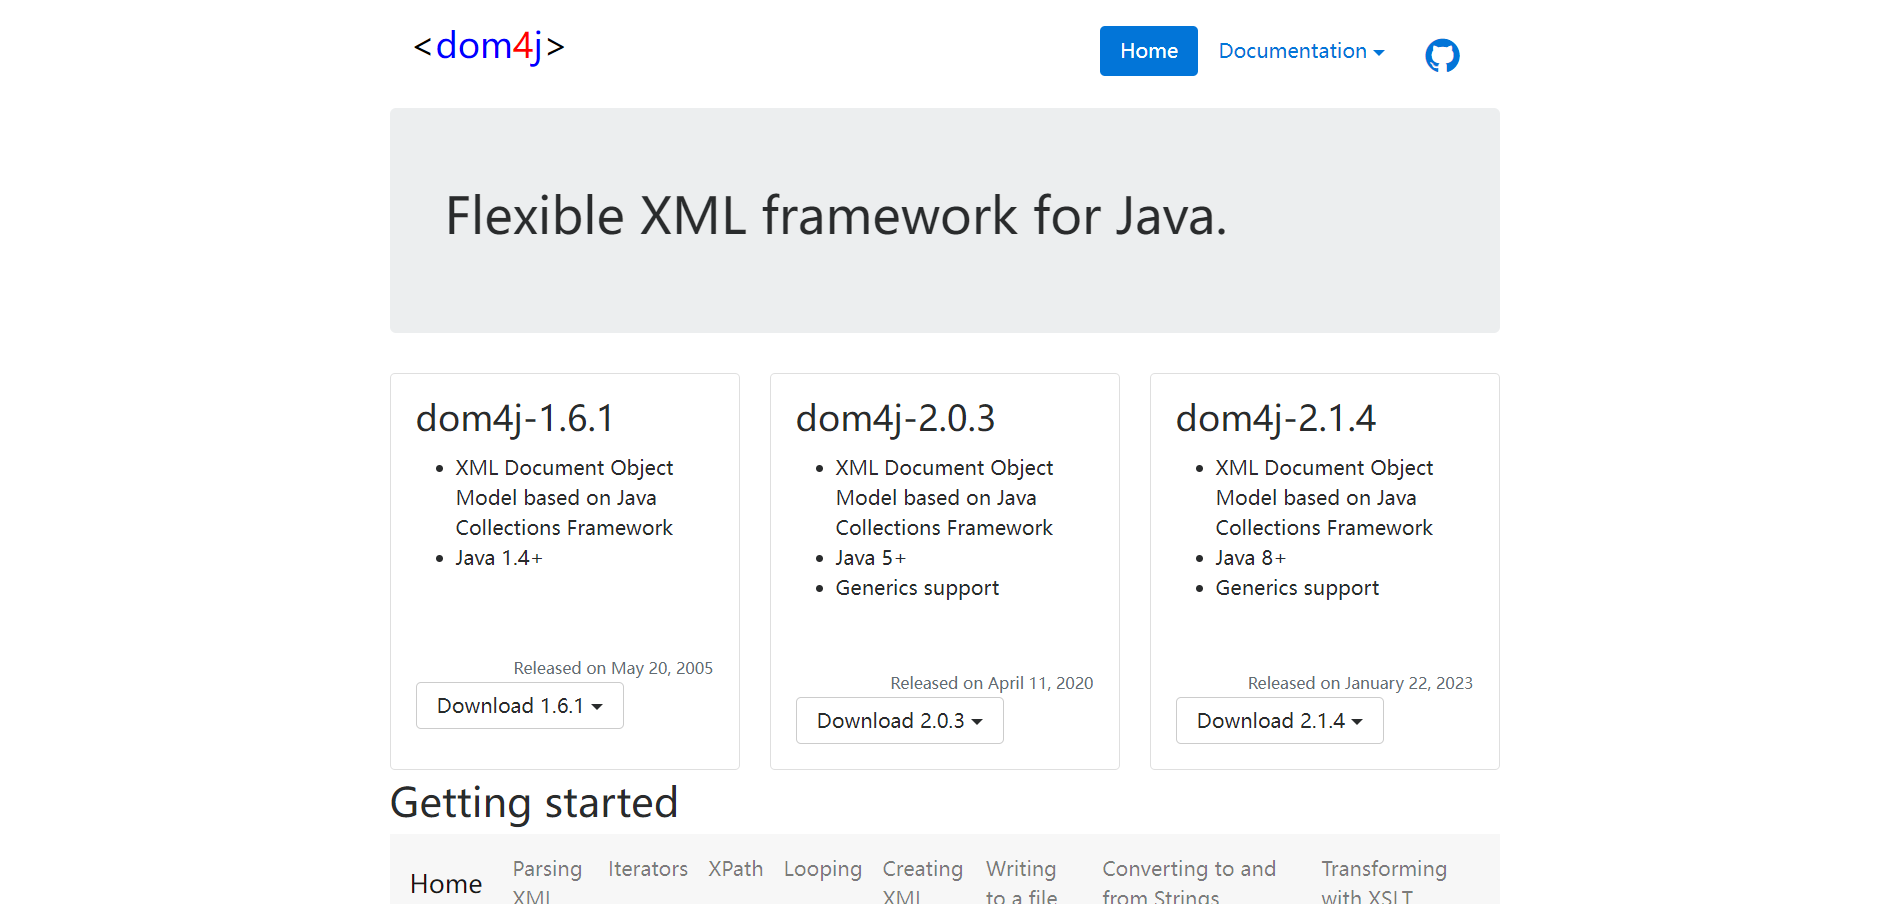 <dom4j>
Home Documentation
Flexible XML framework for Java.
dom4j-1.6.1
• XML Document Object
Model based on Java
Collections Framework
• Java 1.4+
Released on May 20, 2005
Download 1.6.1
dom4j-2.0.3
• XML Document Object
Model based on Java
Collections Framework
• Java 5+
• Generics support
Released on April 11, 2020
Download 2.0.3
dom4j-2.1.4
• XML Document Object
Model based on Java
Collections Framework
• Java 8+
• Generics support
Released on January 22, 2023
Download 2.1.4
Getting started
Home
Parsing
XML
Iterators
XPath
Looping
Creating
XML
Writing
to a file
Converting to and
from Strings
Transforming
with XSLT